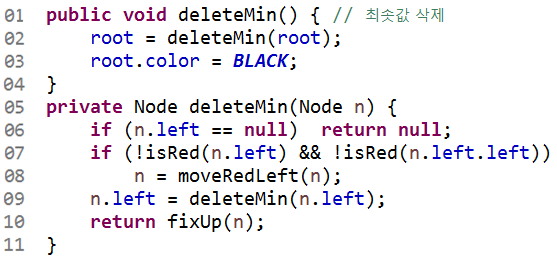 01 public void deleteMin() { // 최솟값 삭제
02     root = deleteMin(root);
03     root.color = BLACK;
04 }
05 private Node deleteMin(Node n) {
06     if (n.left == null)  return null;
07     if (!isRed(n.left) && !isRed(n.left.left))
08         n = moveRedLeft(n);
09     n.left = deleteMin(n.left);
10     return fixUp(n);
11 }